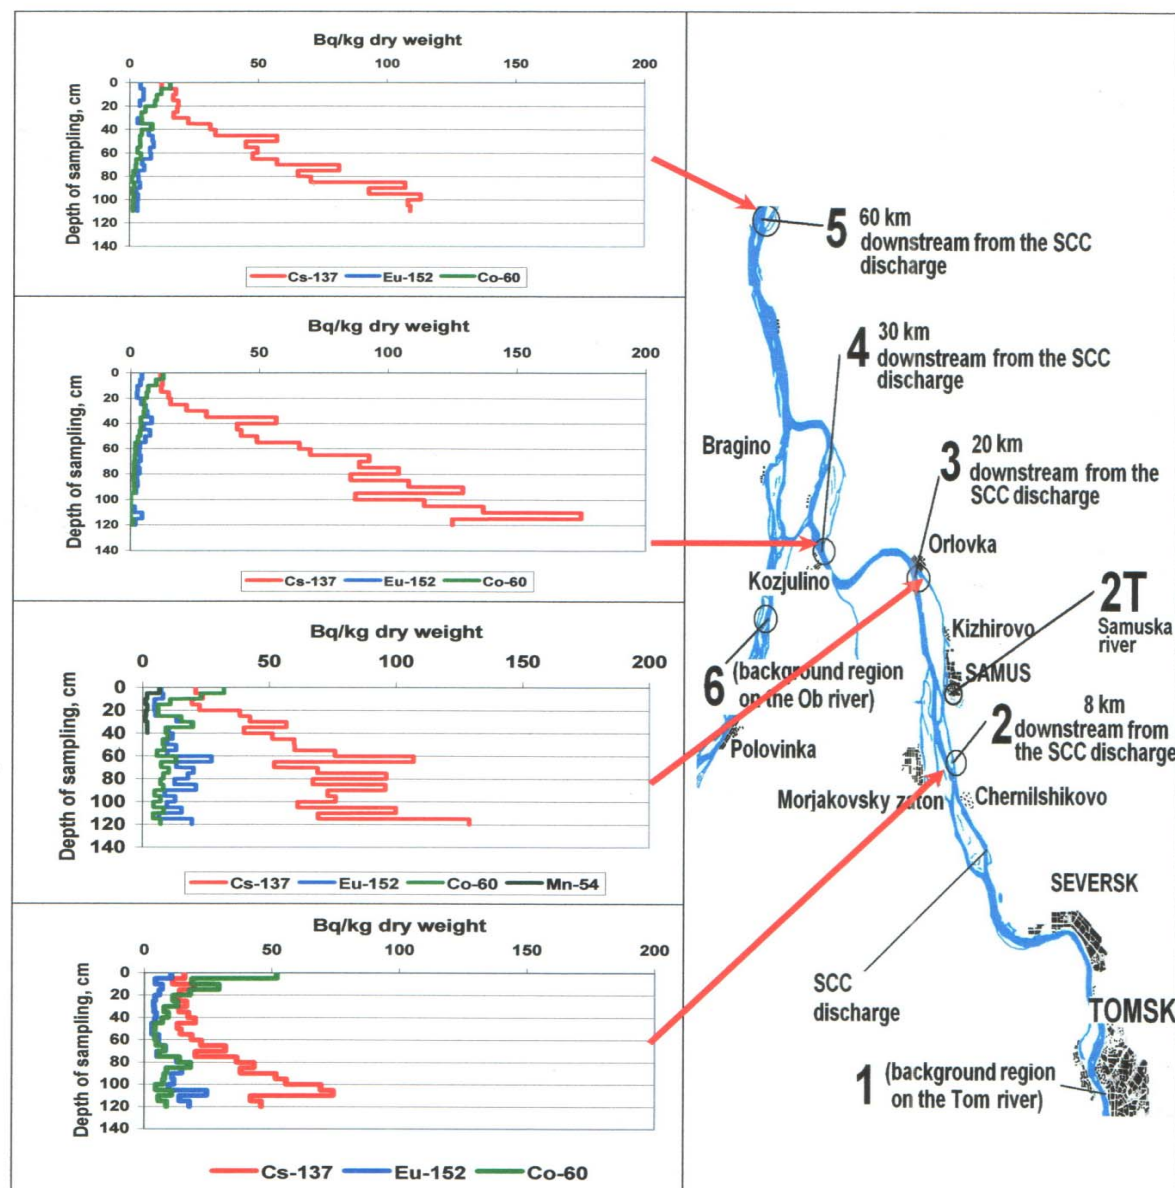 Bq/kg dry weight
0 50 100 150 200
Depth of sampling, cm
0
20
40
60
80
100
120
140
Cs-137 Eu-152 Co-60
Bq/kg dry weight
0 50 100 150 200
Depth of sampling, cm
0
20
40
60
80
100
120
140
Cs-137 Eu-152 Co-60
Bq/kg dry weight
0 50 100 150 200
Depth of sampling, cm
0
20
40
60
80
100
120
140
Cs-137 Eu-152 Co-60 Mn-54
Bq/kg dry weight
0 50 100 150 200
Depth of sampling, cm
0
20
40
60
80
100
120
140
Cs-137 Eu-152 Co-60
5 60 km
downstream from the SCC
discharge
4 30 km
downstream from the SCC
discharge
Bragino
3 20 km
downstream from the
SCC discharge
Orlovka
Kozjulino
2T
Samuska
river
Kizhirovo
SAMUS
6 (background region
on the Ob river)
Polovinka
2 8 km
downstream from
the SCC discharge
Morjakovsky zaton
Chernilshikovo
SEVERSK
SCC
discharge
TOMSK
1 (background region
on the Tom river)